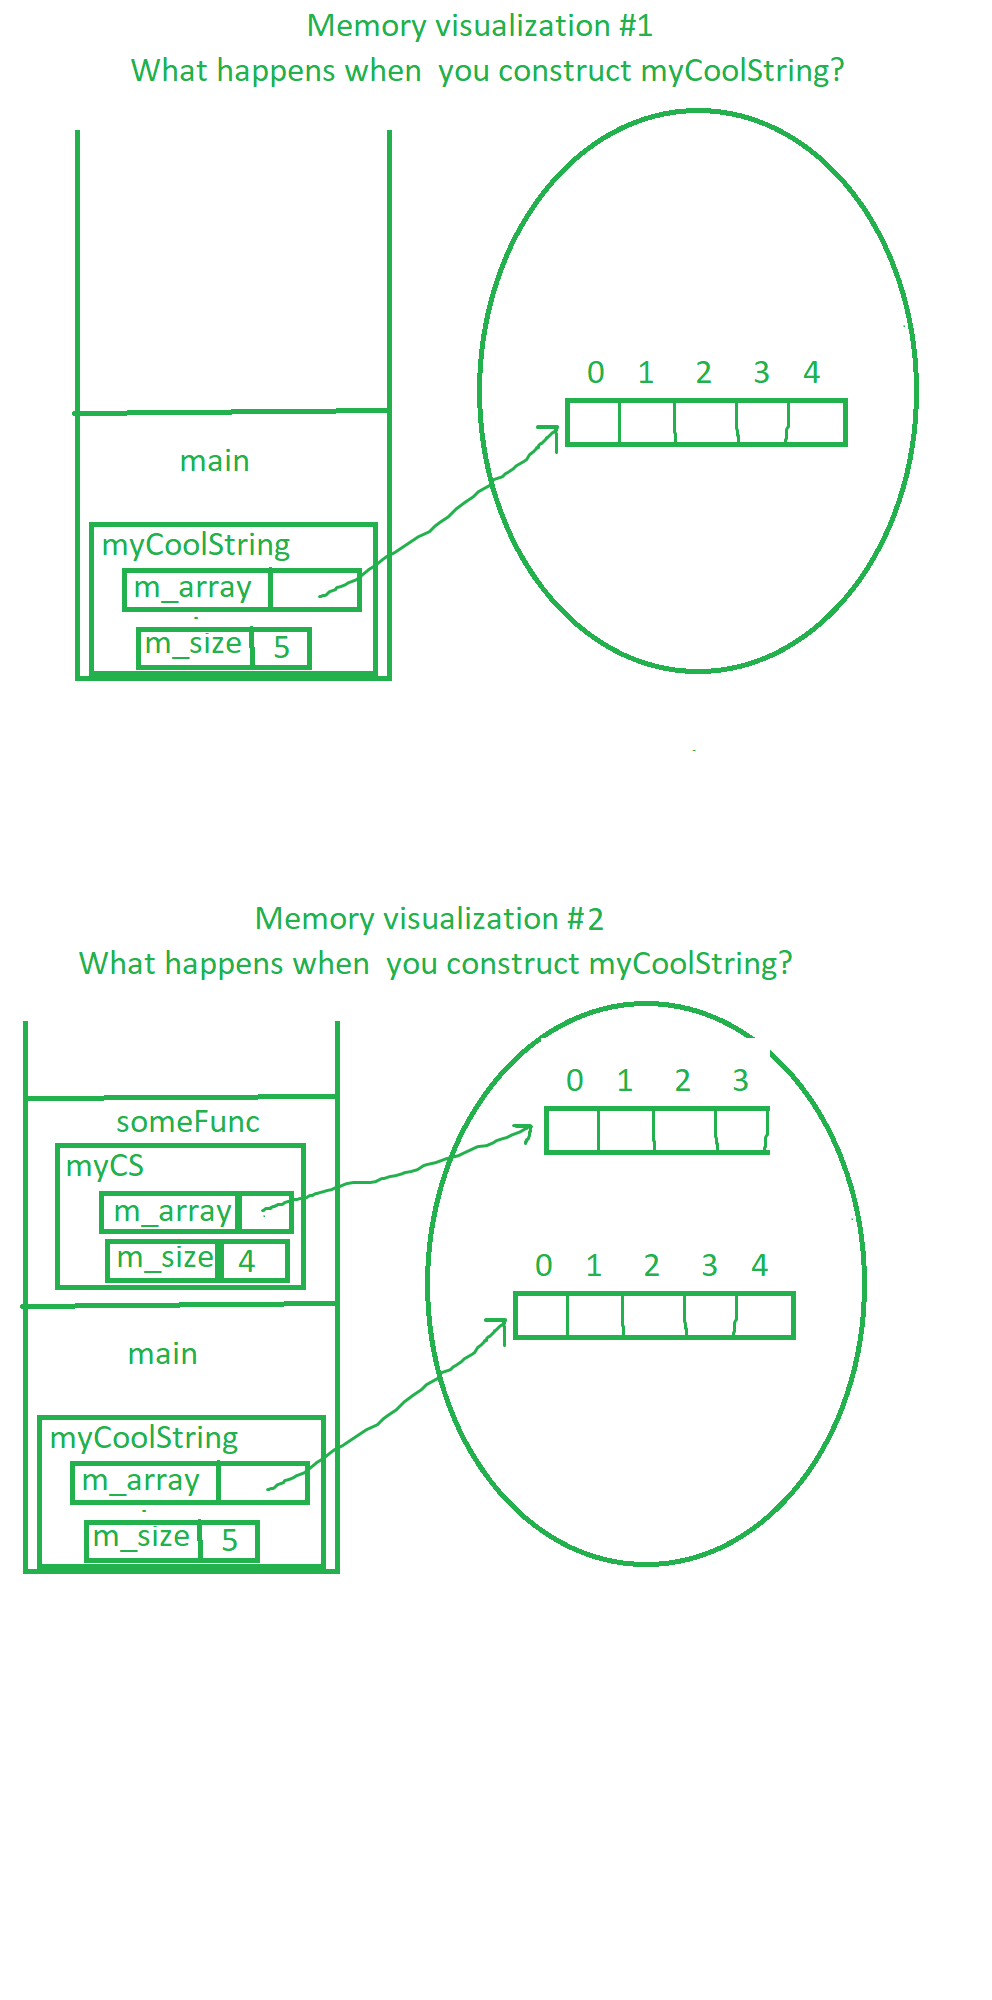 Memory visualization #1
What happens when  you construct myCoolString?
0 1 2 3 4
main
myCoolString
m_array
m_size 5
Memory visualization #2
What happens when  you construct myCoolString?
0 1 2 3
someFunc
myCS
m_array
m_size 4
0 1 2 3 4
main
myCoolString
m_array
m_size 5